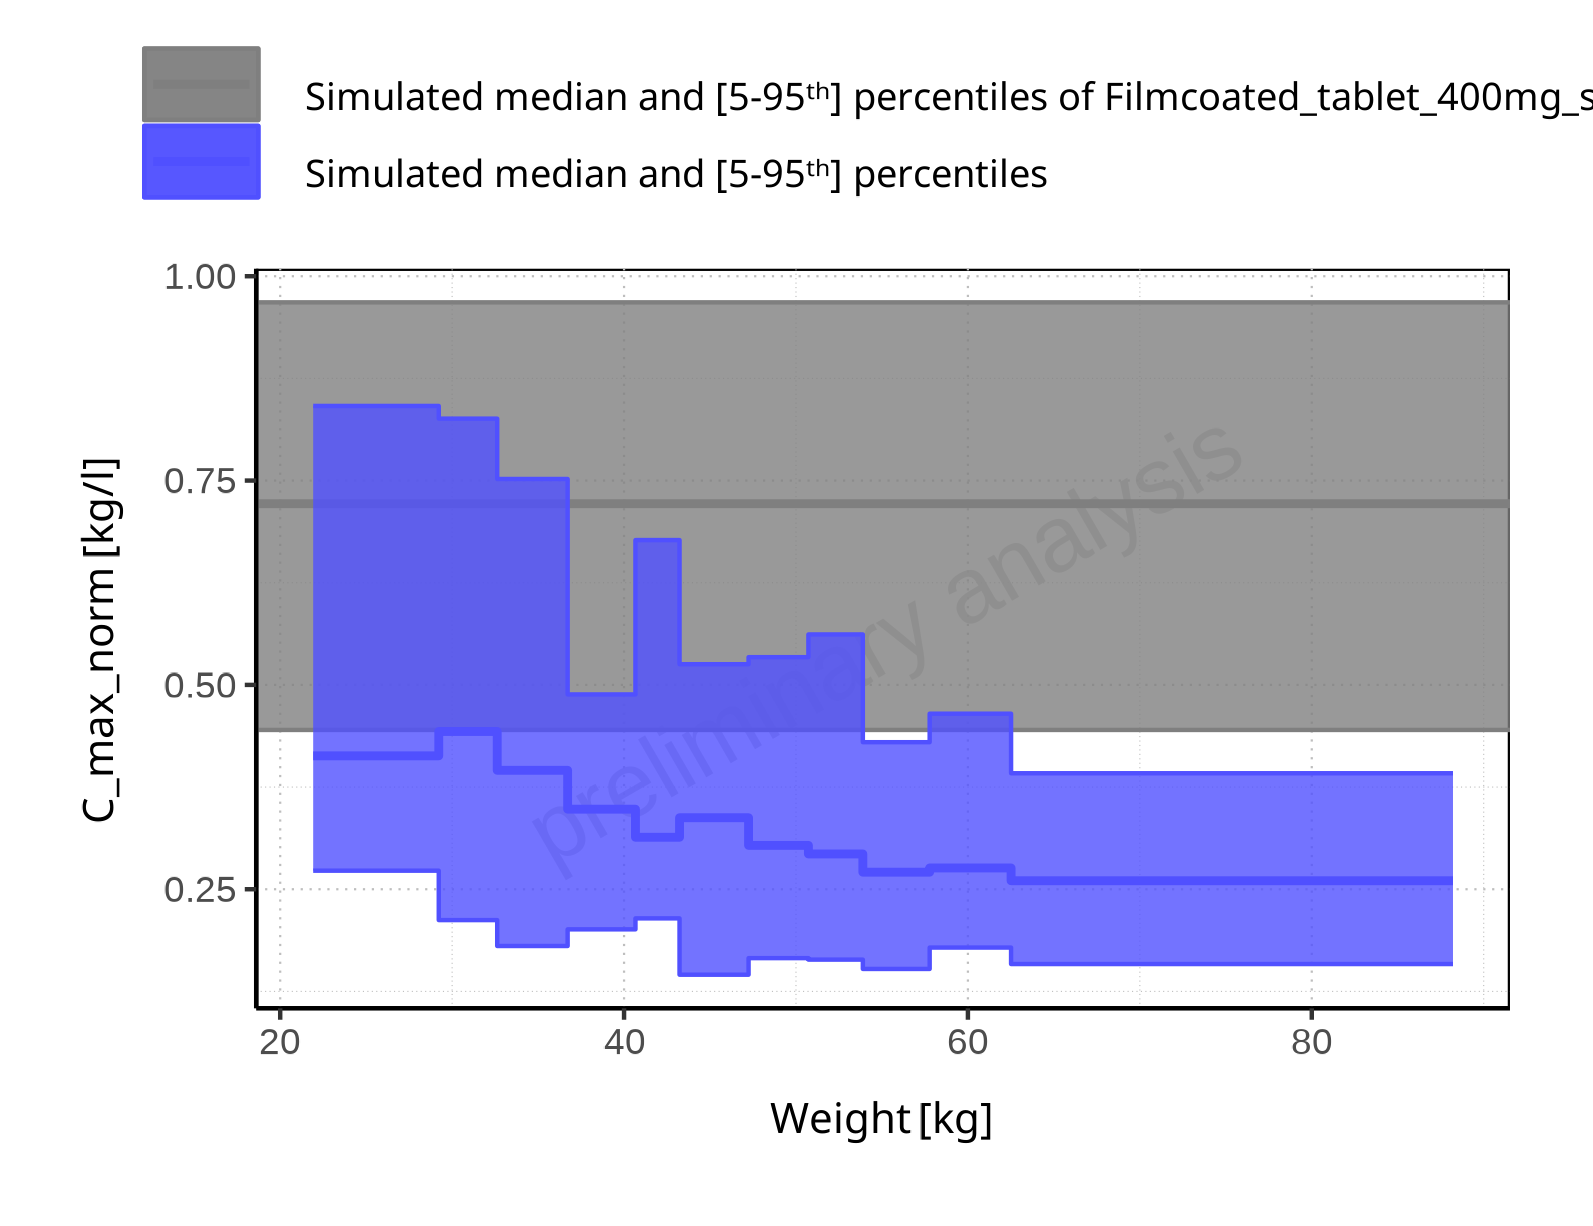 Simulated median and [5-95ᵗʰ] percentiles of Filmcoated_tablet_400mg_s
Simulated median and [5-95ᵗʰ] percentiles
C_max_norm [kg/l]
1.00
0.75
0.50
0.25
preliminary analysis
20 40 60 80
Weight [kg]